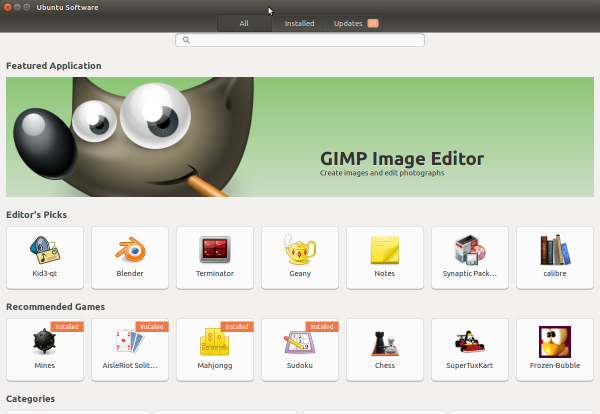 Ubuntu Software
All Installed Updates 11
Featured Application
GIMP Image Editor
Create images and edit photographs
Editor's Picks
Kid3-qt Blender Terminator Geany Notes Synaptic Pack... calibre
Recommended Games
Installed Installed Installed Installed
Mines AisleRiot Solit... Mahjongg Sudoku Chess SuperTuxKart Frozen-Bubble
Categories